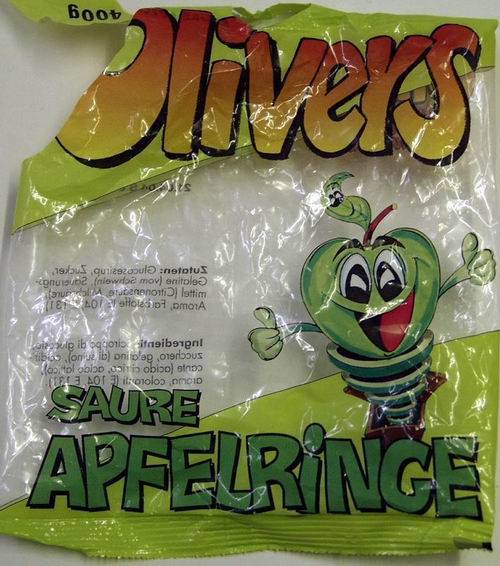 400g
Olivers
Zutaten: Glucosesirup, Zucker,
Gelatine (vom Schwein), Säuerungs-
mittel (Citronensäure, Milchsäure),
Aroma, Farbstoffe (E 104, E 131)
Ingredienti: sciroppo di glucosio,
zucchero, gelatina (di suino), acidifi-
cante (acido citrico, acido lattico),
aroma, coloranti (E 104, E 131)
SAURE
APFELRiNGE